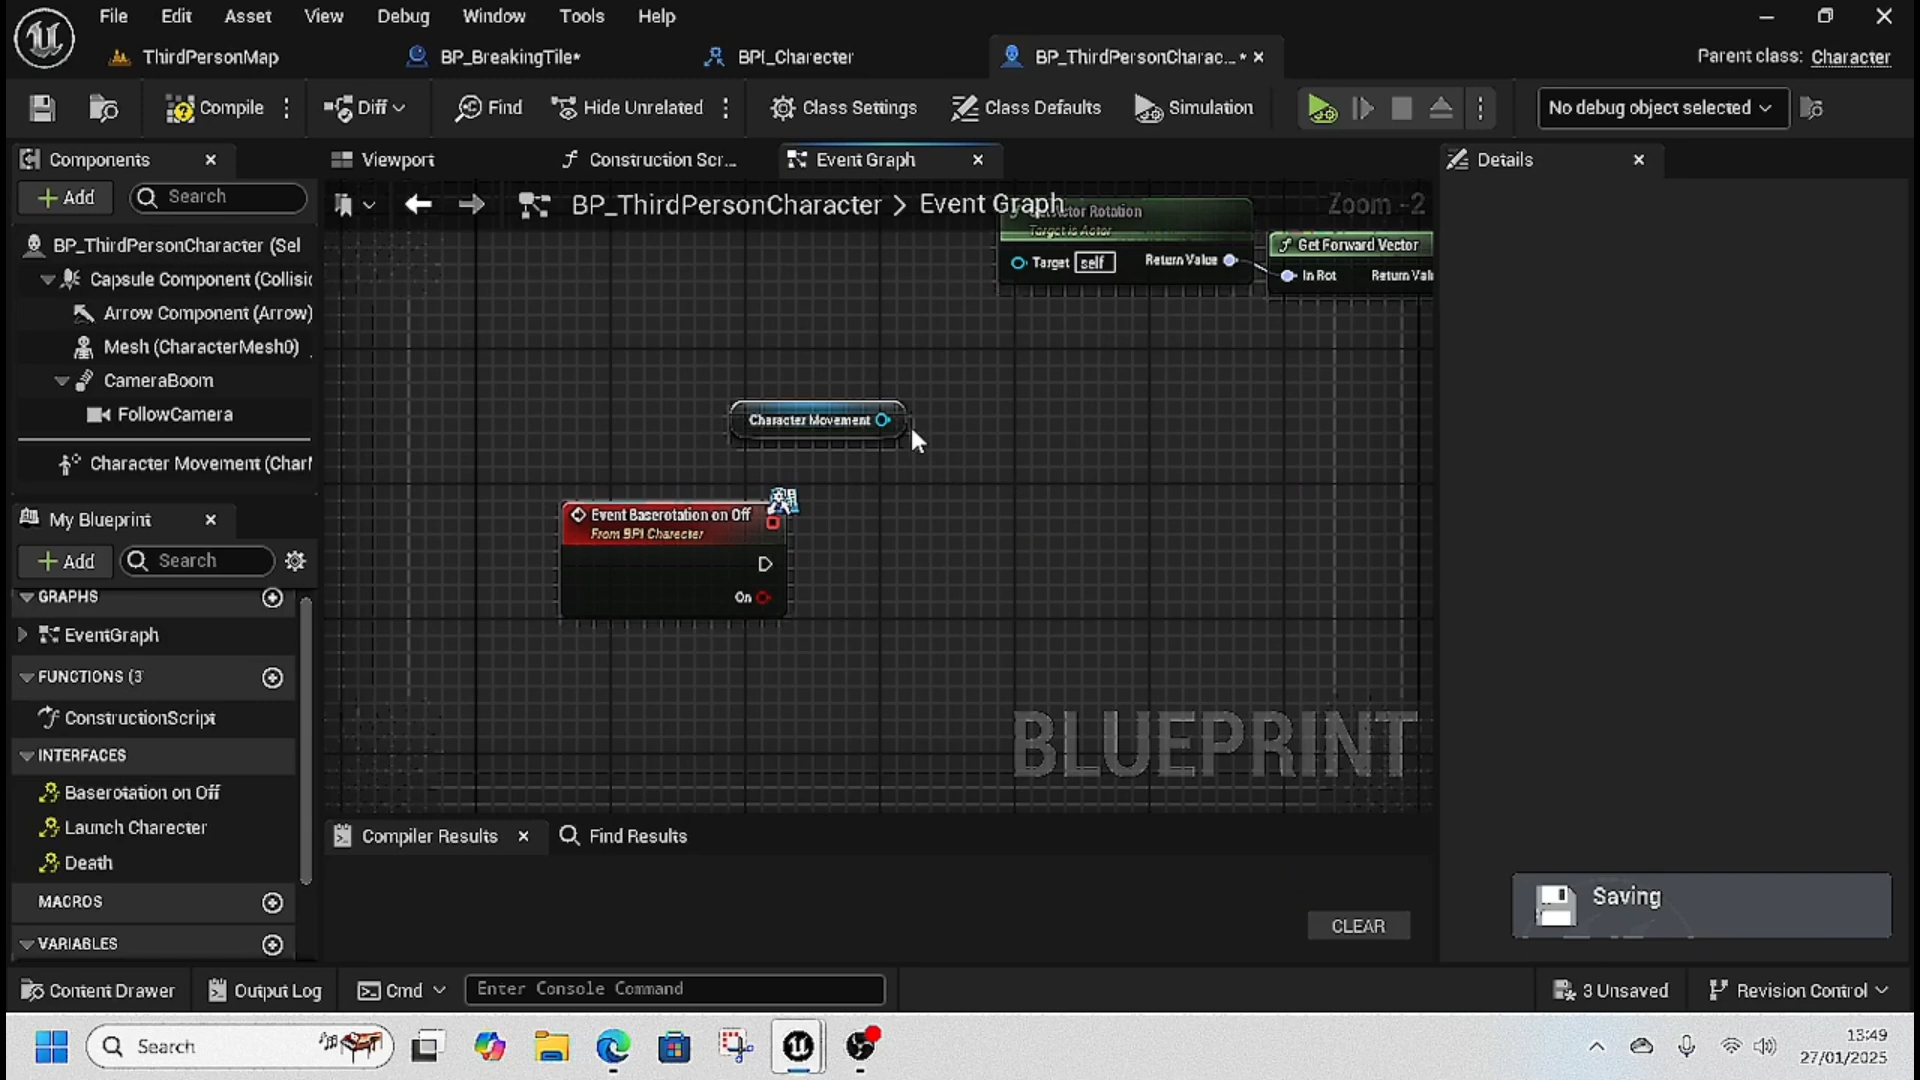 File Edit Asset View Debug Window Tools Help
ThirdPersonMap BP_BreakingTile* BPI_Charecter BP_ThirdPersonCharac...* Parent class: Character
Compile Diff Find Hide Unrelated Class Settings Class Defaults Simulation No debug object selected
Components Viewport Construction Scr... Event Graph Details
Add Search BP_ThirdPersonCharacter > Event Graph Zoom -2
Actor Rotation
Target is Actor
Target self Return Value
Get Forward Vector
In Rot Return Val
BP_ThirdPersonCharacter (Sel
Capsule Component (Collisi
Arrow Component (Arrow)
Mesh (CharacterMesh0)
CameraBoom
FollowCamera
Character Movement (Char
Character Movement
Event Baserotation on Off
From BPI Charecter
On
My Blueprint
Add Search
GRAPHS
EventGraph
FUNCTIONS (3
ConstructionScript
INTERFACES
Baserotation on Off
Launch Charecter
Death
MACROS
VARIABLES
BLUEPRINT
Compiler Results Find Results
CLEAR
Saving
Content Drawer Output Log Cmd Enter Console Command 3 Unsaved Revision Control
Search
13:49
27/01/2025